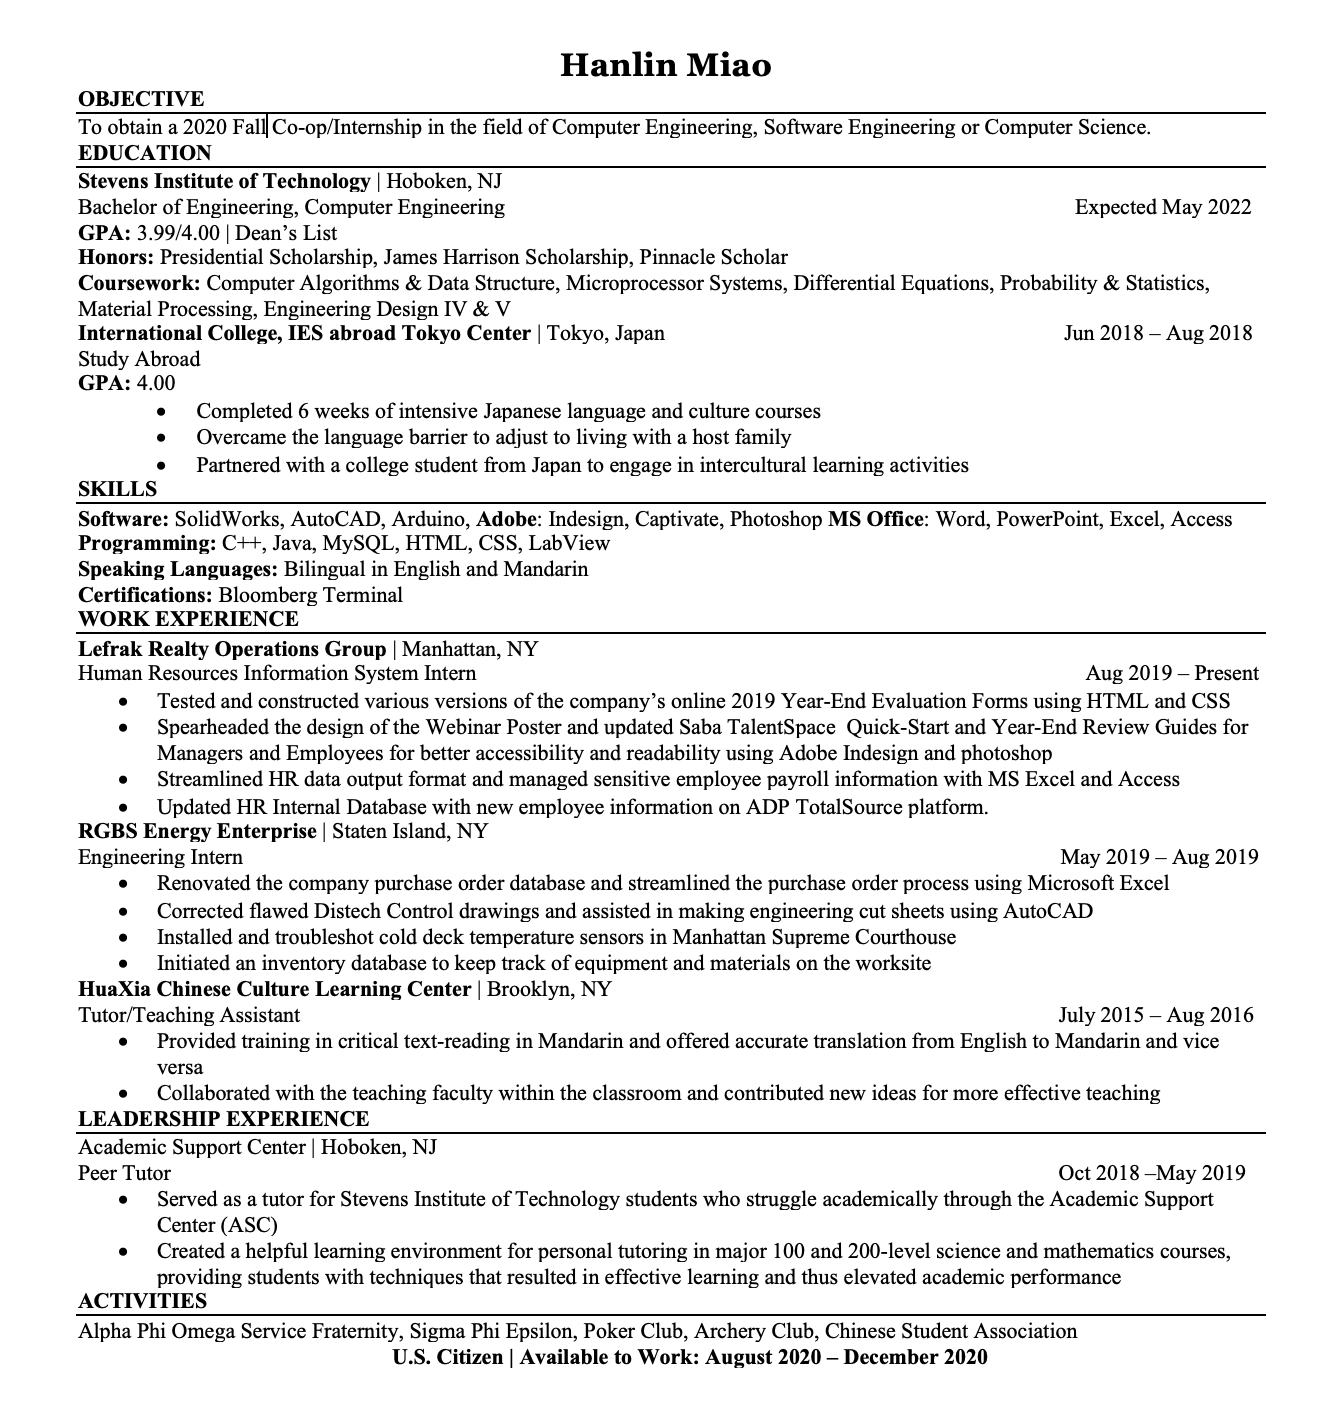 Hanlin Miao
OBJECTIVE
To obtain a 2020 Fall Co-op/Internship in the field of Computer Engineering, Software Engineering or Computer Science.
EDUCATION
Stevens Institute of Technology | Hoboken, NJ
Bachelor of Engineering, Computer Engineering Expected May 2022
GPA: 3.99/4.00 | Dean’s List
Honors: Presidential Scholarship, James Harrison Scholarship, Pinnacle Scholar
Coursework: Computer Algorithms & Data Structure, Microprocessor Systems, Differential Equations, Probability & Statistics,
Material Processing, Engineering Design IV & V
International College, IES abroad Tokyo Center | Tokyo, Japan Jun 2018 – Aug 2018
Study Abroad
GPA: 4.00
• Completed 6 weeks of intensive Japanese language and culture courses
• Overcame the language barrier to adjust to living with a host family
• Partnered with a college student from Japan to engage in intercultural learning activities
SKILLS
Software: SolidWorks, AutoCAD, Arduino, Adobe: Indesign, Captivate, Photoshop MS Office: Word, PowerPoint, Excel, Access
Programming: C++, Java, MySQL, HTML, CSS, LabView
Speaking Languages: Bilingual in English and Mandarin
Certifications: Bloomberg Terminal
WORK EXPERIENCE
Lefrak Realty Operations Group | Manhattan, NY
Human Resources Information System Intern Aug 2019 – Present
• Tested and constructed various versions of the company’s online 2019 Year-End Evaluation Forms using HTML and CSS
• Spearheaded the design of the Webinar Poster and updated Saba TalentSpace Quick-Start and Year-End Review Guides for
Managers and Employees for better accessibility and readability using Adobe Indesign and photoshop
• Streamlined HR data output format and managed sensitive employee payroll information with MS Excel and Access
• Updated HR Internal Database with new employee information on ADP TotalSource platform.
RGBS Energy Enterprise | Staten Island, NY
Engineering Intern May 2019 – Aug 2019
• Renovated the company purchase order database and streamlined the purchase order process using Microsoft Excel
• Corrected flawed Distech Control drawings and assisted in making engineering cut sheets using AutoCAD
• Installed and troubleshot cold deck temperature sensors in Manhattan Supreme Courthouse
• Initiated an inventory database to keep track of equipment and materials on the worksite
HuaXia Chinese Culture Learning Center | Brooklyn, NY
Tutor/Teaching Assistant July 2015 – Aug 2016
• Provided training in critical text-reading in Mandarin and offered accurate translation from English to Mandarin and vice
versa
• Collaborated with the teaching faculty within the classroom and contributed new ideas for more effective teaching
LEADERSHIP EXPERIENCE
Academic Support Center | Hoboken, NJ
Peer Tutor Oct 2018 –May 2019
• Served as a tutor for Stevens Institute of Technology students who struggle academically through the Academic Support
Center (ASC)
• Created a helpful learning environment for personal tutoring in major 100 and 200-level science and mathematics courses,
providing students with techniques that resulted in effective learning and thus elevated academic performance
ACTIVITIES
Alpha Phi Omega Service Fraternity, Sigma Phi Epsilon, Poker Club, Archery Club, Chinese Student Association
U.S. Citizen | Available to Work: August 2020 – December 2020